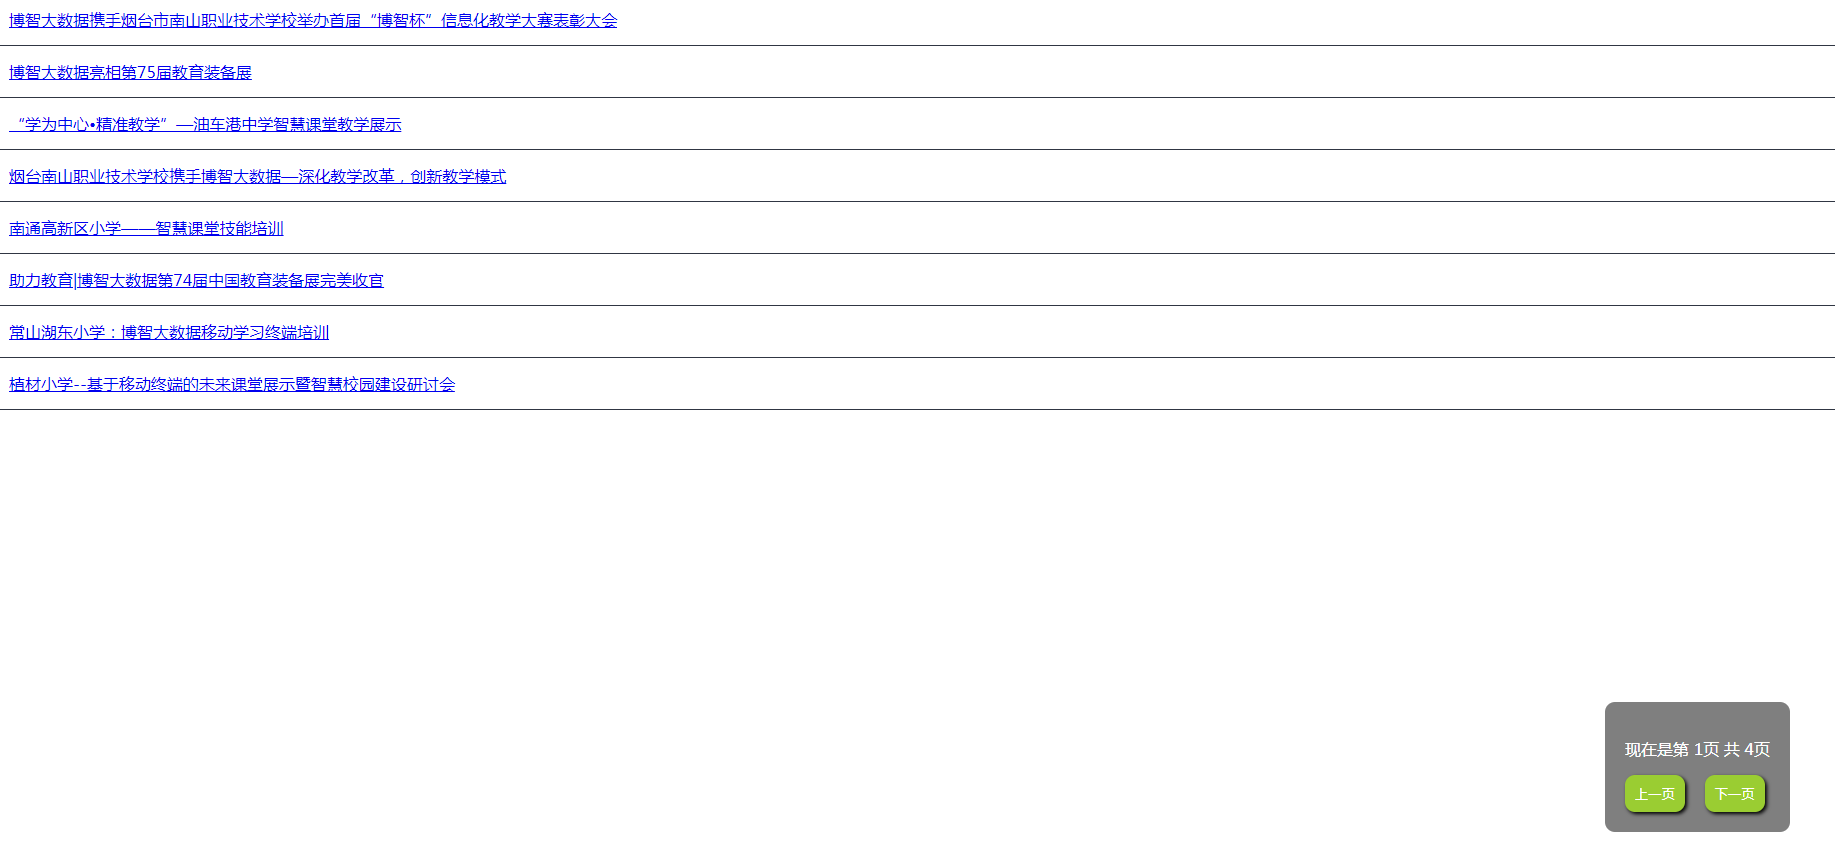 博智大数据携手烟台市南山职业技术学校举办首届“博智杯”信息化教学大赛表彰大会
博智大数据亮相第75届教育装备展
“学为中心•精准教学”—油车港中学智慧课堂教学展示
烟台南山职业技术学校携手博智大数据—深化教学改革，创新教学模式
南通高新区小学——智慧课堂技能培训
助力教育|博智大数据第74届中国教育装备展完美收官
常山湖东小学：博智大数据移动学习终端培训
植材小学--基于移动终端的未来课堂展示暨智慧校园建设研讨会
现在是第 1页 共 4页
上一页 下一页